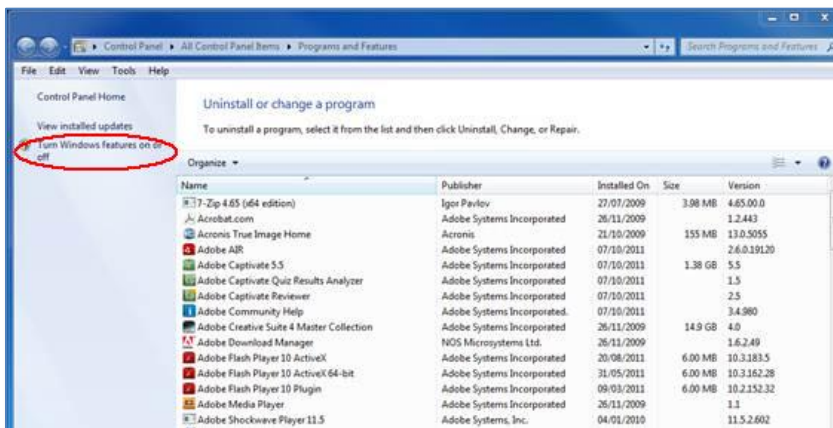 Control Panel ▸ All Control Panel Items ▸ Programs and Features
Search Programs and Features
File Edit View Tools Help
Control Panel Home
View installed updates
Turn Windows features on or
off
Uninstall or change a program
To uninstall a program, select it from the list and then click Uninstall, Change, or Repair.
Organize
Name Publisher Installed On Size Version
7-Zip 4.65 (x64 edition) Igor Pavlov 27/07/2009 3.98 MB 4.65.00.0
Acrobat.com Adobe Systems Incorporated 26/11/2009 1.2.443
Acronis True Image Home Acronis 21/10/2009 155 MB 13.0.5055
Adobe AIR Adobe Systems Incorporated 07/10/2011 2.6.0.19120
Adobe Captivate 5.5 Adobe Systems Incorporated 07/10/2011 1.38 GB 5.5
Adobe Captivate Quiz Results Analyzer Adobe Systems Incorporated 07/10/2011 1.5
Adobe Captivate Reviewer Adobe Systems Incorporated 07/10/2011 2.5
Adobe Community Help Adobe Systems Incorporated. 07/10/2011 3.4.980
Adobe Creative Suite 4 Master Collection Adobe Systems Incorporated 26/11/2009 14.9 GB 4.0
Adobe Download Manager NOS Microsystems Ltd. 26/11/2009 1.6.2.49
Adobe Flash Player 10 ActiveX Adobe Systems Incorporated 20/08/2011 6.00 MB 10.3.183.5
Adobe Flash Player 10 ActiveX 64-bit Adobe Systems Incorporated 31/05/2011 6.00 MB 10.3.162.28
Adobe Flash Player 10 Plugin Adobe Systems Incorporated 09/03/2011 6.00 MB 10.2.152.32
Adobe Media Player Adobe Systems Incorporated 26/11/2009 1.1
Adobe Shockwave Player 11.5 Adobe Systems, Inc. 04/01/2010 11.5.2.602